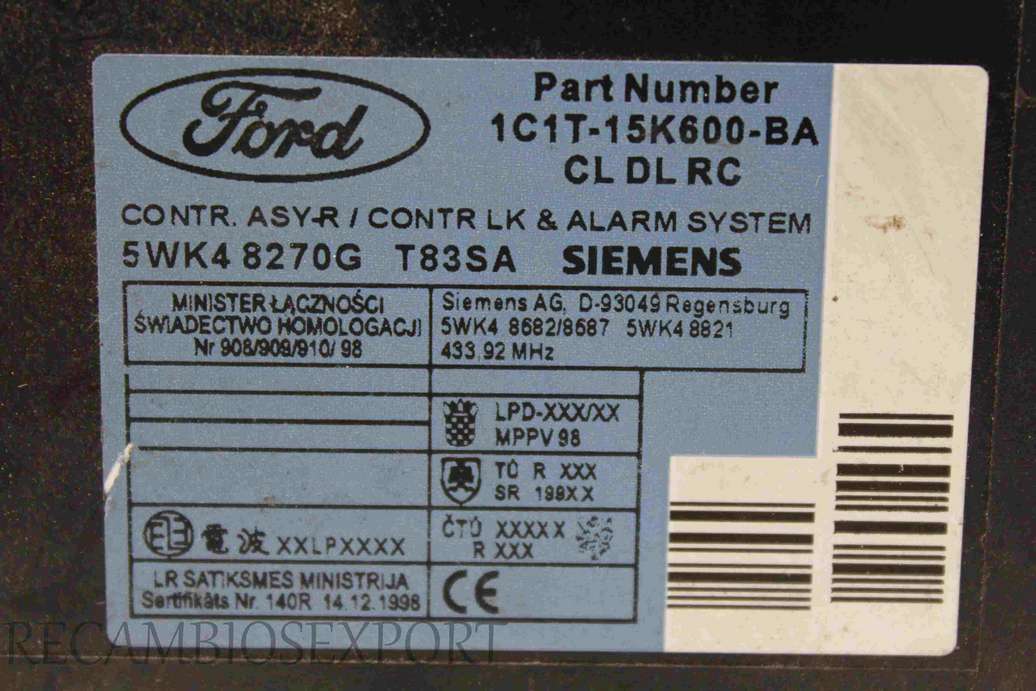 Ford
Part Number
1C1T-15K600-BA
CL DL RC
CONTR. ASY-R / CONTR LK & ALARM SYSTEM
5WK4 8270G T83SA SIEMENS
MINISTER ŁĄCZNOŚCI
ŚWIADECTWO HOMOLOGACJI
Nr 908/909/910/ 98
Siemens AG, D-93049 Regensburg
5WK4 8682/8687 5WK4 8821
433,92 MHz
LPD-XXX/XX
MPPV 98
TÚ R XXX
SR 199XX
電波 XXLPXXXX
ČTÚ XXXXX
R XXX
LR SATIKSMES MINISTRIJA
Sertifikāts Nr. 140R 14.12.1998
CE
RECAMBIOSEXPORT